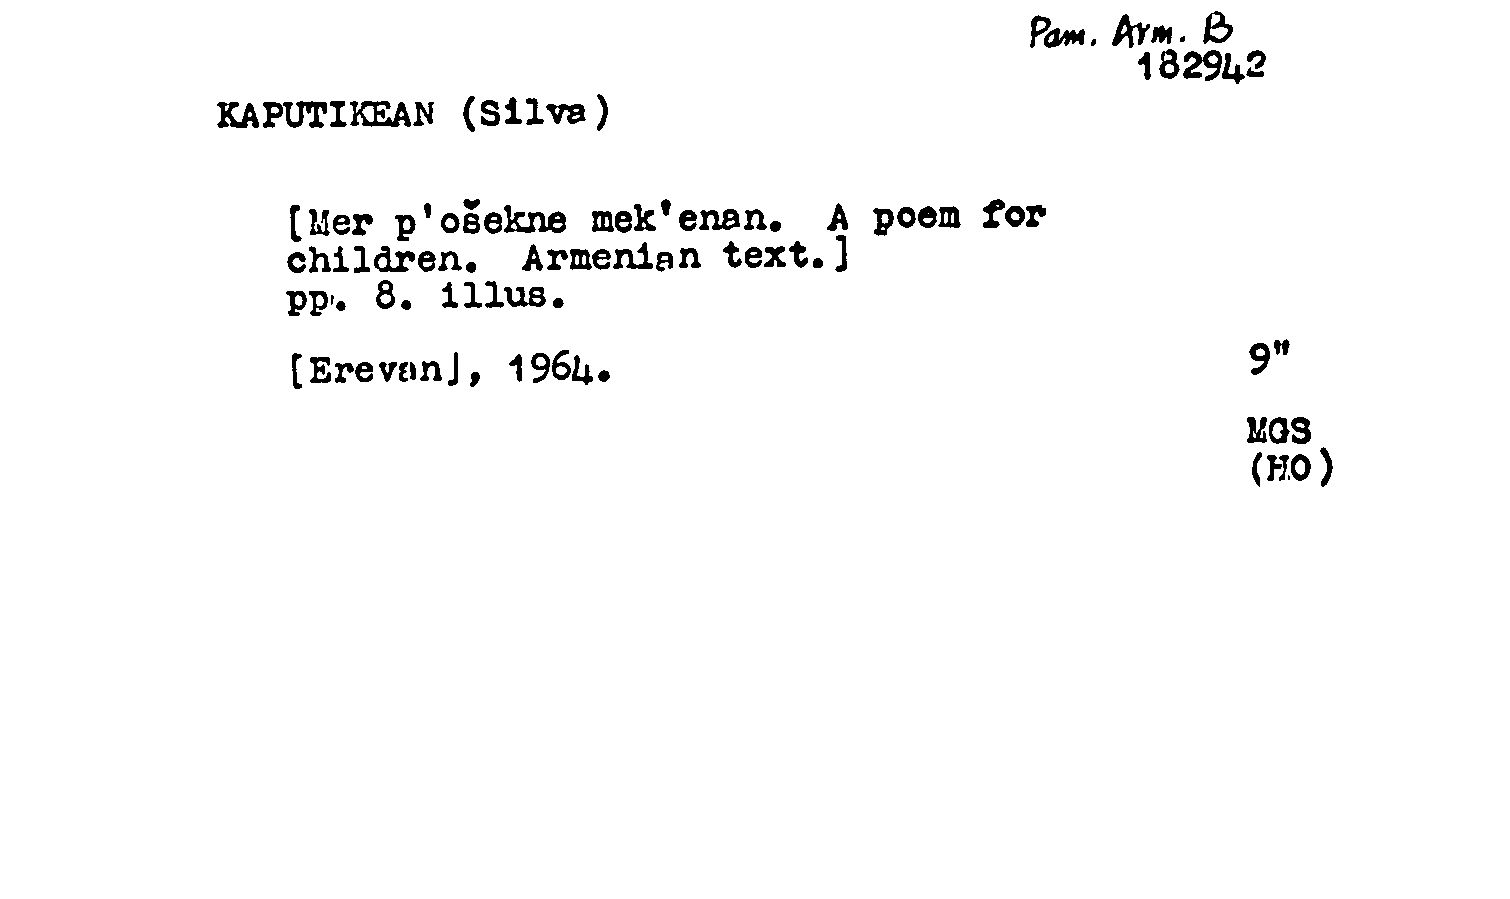 Pam. Arm. B
182942
KAPUTIKEAN (Silva)
[Mer p'ošekne mek'enan. A poem for
children. Armenian text.]
pp. 8. illus.
[Erevan], 1964.
9"
MGS
(HO)